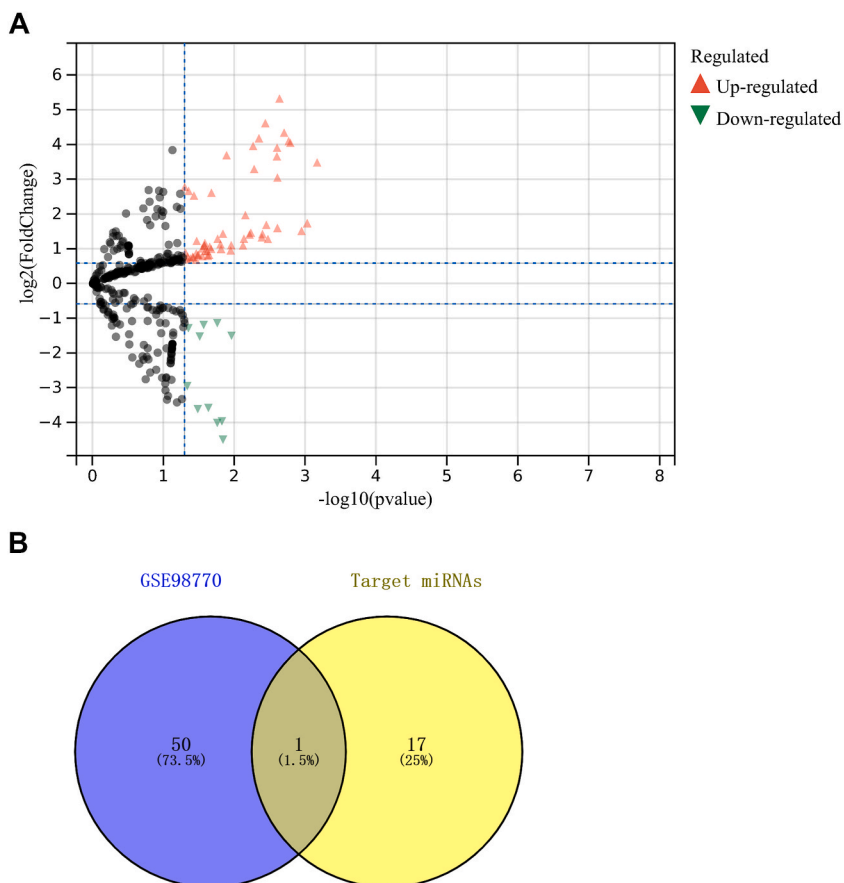 A
Regulated
Up-regulated
Down-regulated
log2(FoldChange)
6
5
4
3
2
1
0
−1
−2
−3
−4
0 1 2 3 4 5 6 7 8
-log10(pvalue)
B
GSE98770 Target miRNAs
50 1 17
(73.5%) (1.5%) (25%)